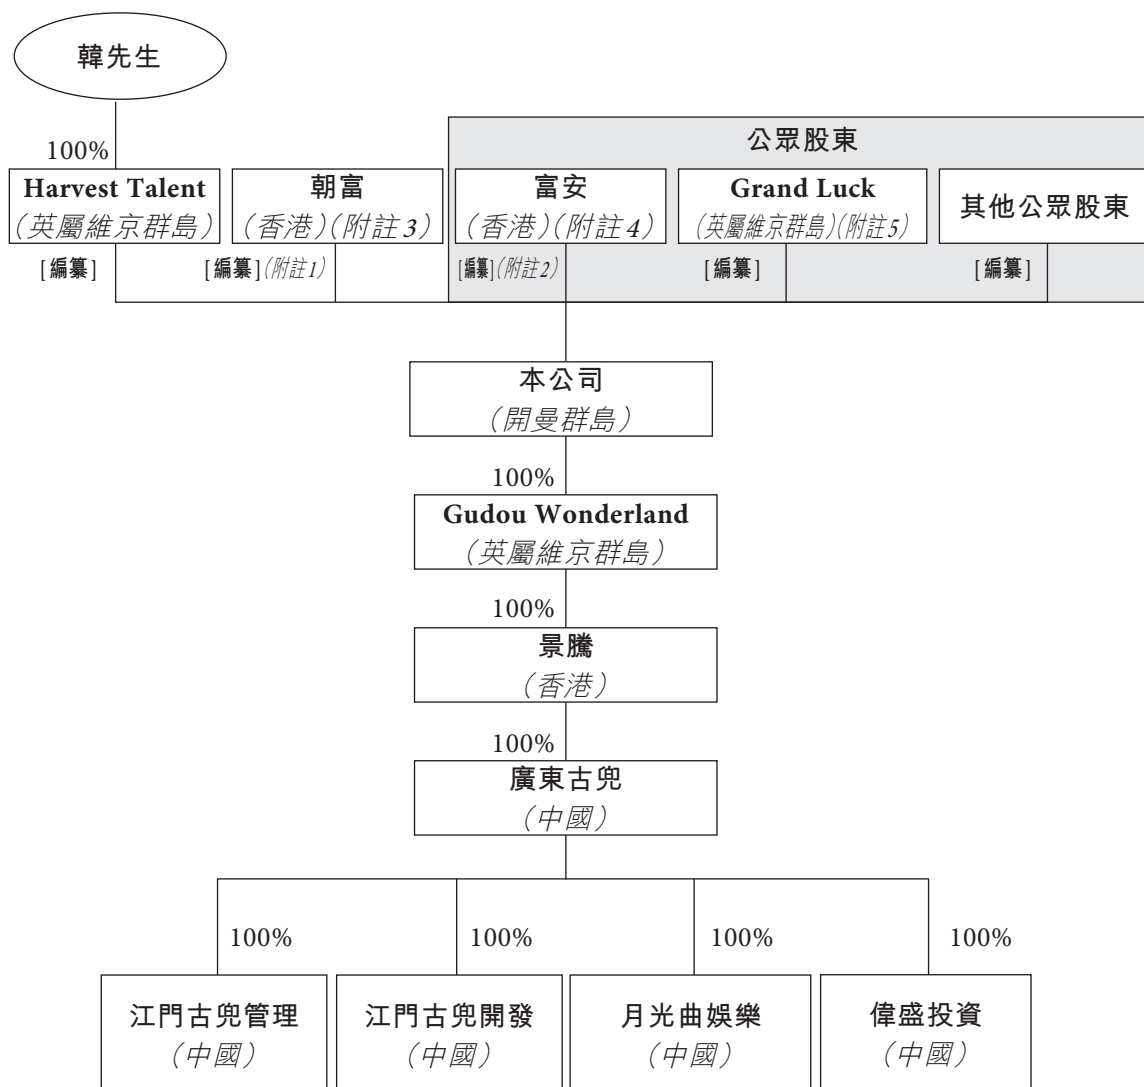 韓先生
100%
公眾股東
Harvest Talent
（英屬維京群島）
朝富
（香港）（附註3）
富安
（香港）（附註4）
Grand Luck
（英屬維京群島）（附註5）
其他公眾股東
[編纂]
[編纂]（附註1）
[編纂]（附註2）
[編纂]
[編纂]
本公司
（開曼群島）
100%
Gudou Wonderland
（英屬維京群島）
100%
景騰
（香港）
100%
廣東古兜
（中國）
100%
100%
100%
100%
江門古兜管理
（中國）
江門古兜開發
（中國）
月光曲娛樂
（中國）
偉盛投資
（中國）